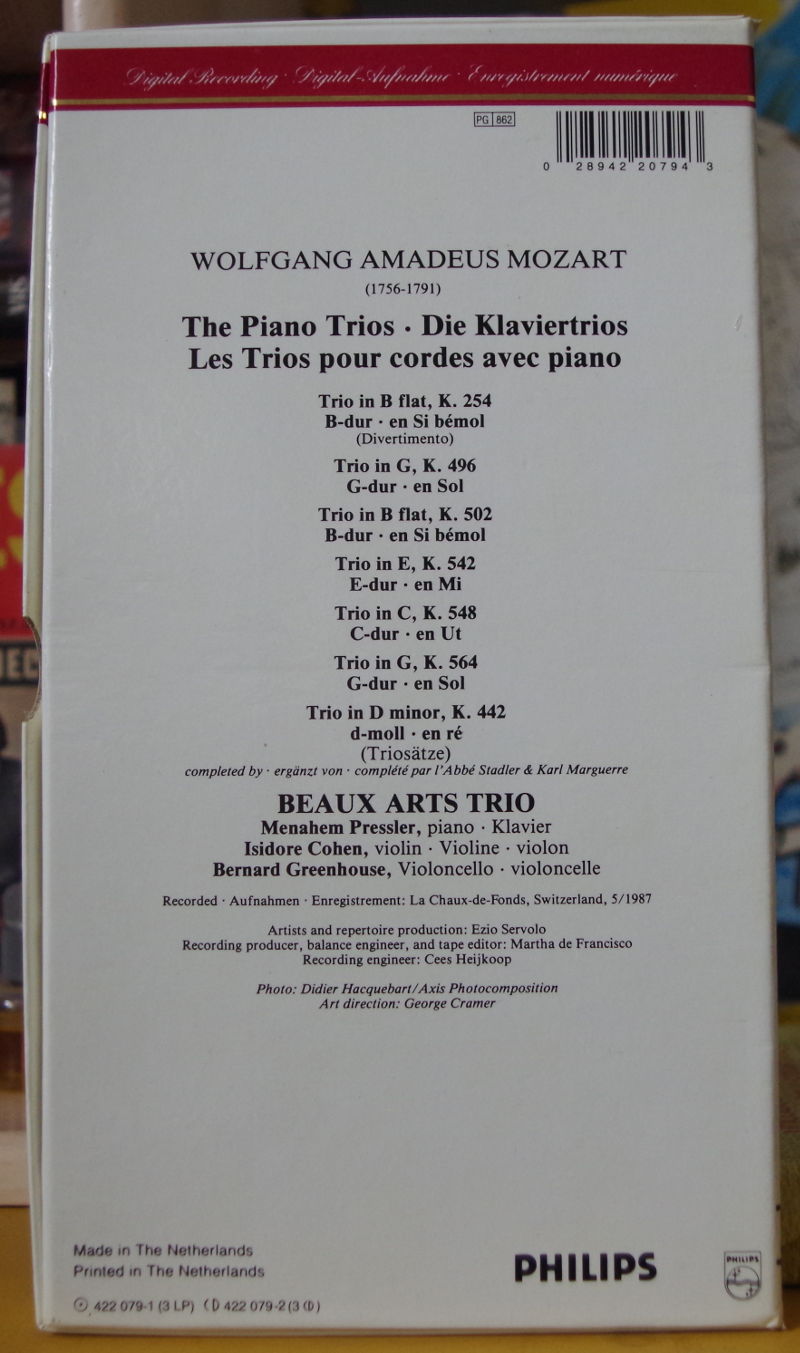 Digital Recording · Digital-Aufnahme · Enregistrement numérique
PG 862
0 28942 20794 3
WOLFGANG AMADEUS MOZART
(1756-1791)
The Piano Trios · Die Klaviertrios
Les Trios pour cordes avec piano
Trio in B flat, K. 254
B-dur · en Si bémol
(Divertimento)
Trio in G, K. 496
G-dur · en Sol
Trio in B flat, K. 502
B-dur · en Si bémol
Trio in E, K. 542
E-dur · en Mi
Trio in C, K. 548
C-dur · en Ut
Trio in G, K. 564
G-dur · en Sol
Trio in D minor, K. 442
d-moll · en ré
(Triosätze)
completed by · ergänzt von · complété par l'Abbé Stadler & Karl Marguerre
BEAUX ARTS TRIO
Menahem Pressler, piano · Klavier
Isidore Cohen, violin · Violine · violon
Bernard Greenhouse, Violoncello · violoncelle
Recorded · Aufnahmen · Enregistrement: La Chaux-de-Fonds, Switzerland, 5/1987
Artists and repertoire production: Ezio Servolo
Recording producer, balance engineer, and tape editor: Martha de Francisco
Recording engineer: Cees Heijkoop
Photo: Didier Hacquebart/Axis Photocomposition
Art direction: George Cramer
Made in The Netherlands
Printed in The Netherlands
422 079-1 (3 LP) 422 079-2 (3
PHILIPS
PHILIPS